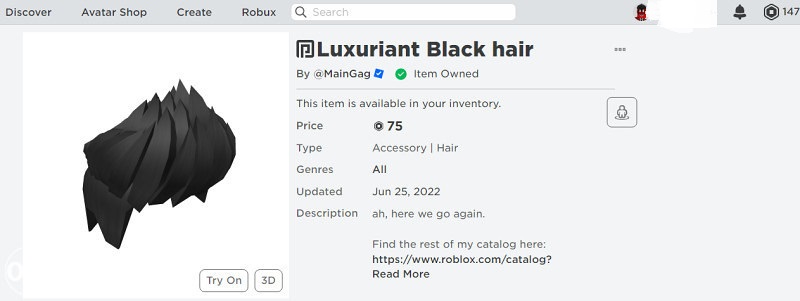 Discover Avatar Shop Create Robux Search 147
Luxuriant Black hair
By @MainGag Item Owned
This item is available in your inventory.
Price 75
Type Accessory | Hair
Genres All
Updated Jun 25, 2022
Description ah, here we go again.
Find the rest of my catalog here:
https://www.roblox.com/catalog?
Read More
Try On 3D